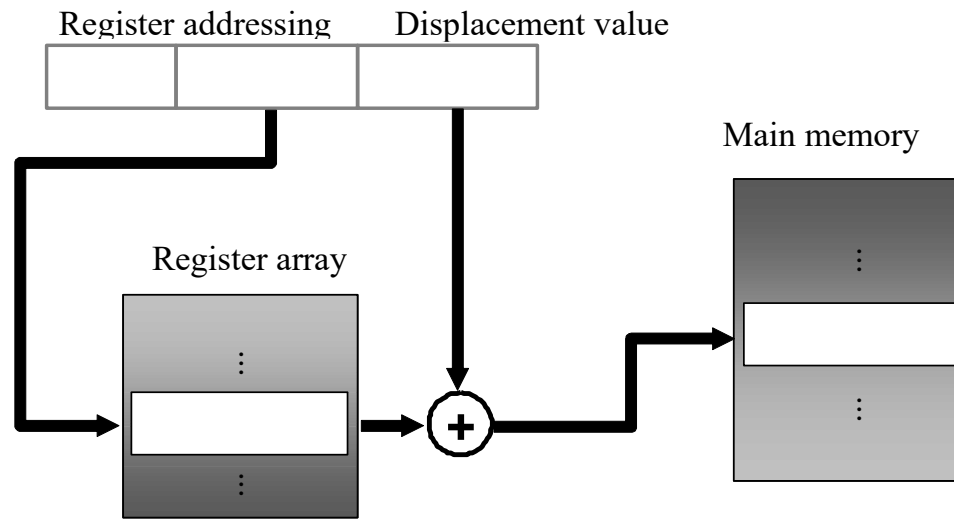 Register addressing
Displacement value
Main memory
⋮
Register array
⋮
+
⋮
⋮